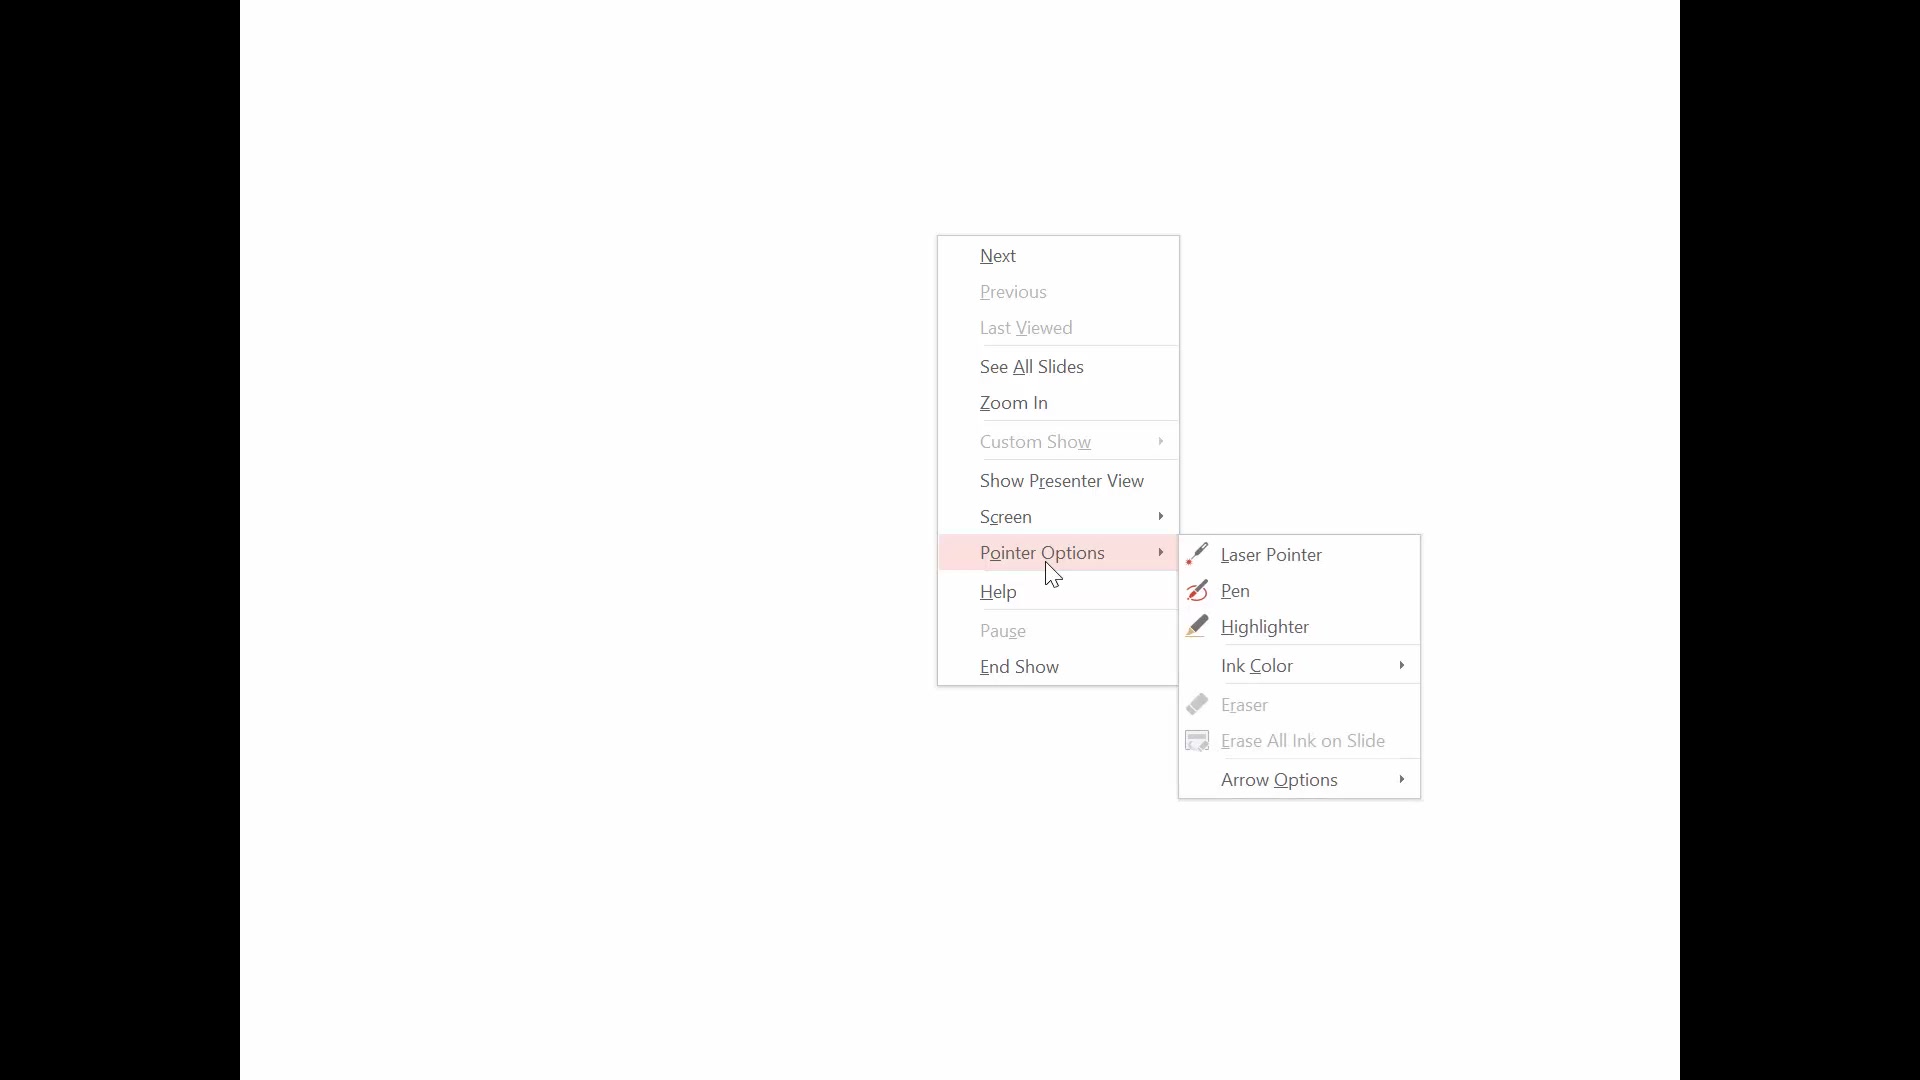 Next
Previous
Last Viewed
See All Slides
Zoom In
Custom Show
Show Presenter View
Screen
Pointer Options
Help
Pause
End Show
Laser Pointer
Pen
Highlighter
Ink Color
Eraser
Erase All Ink on Slide
Arrow Options